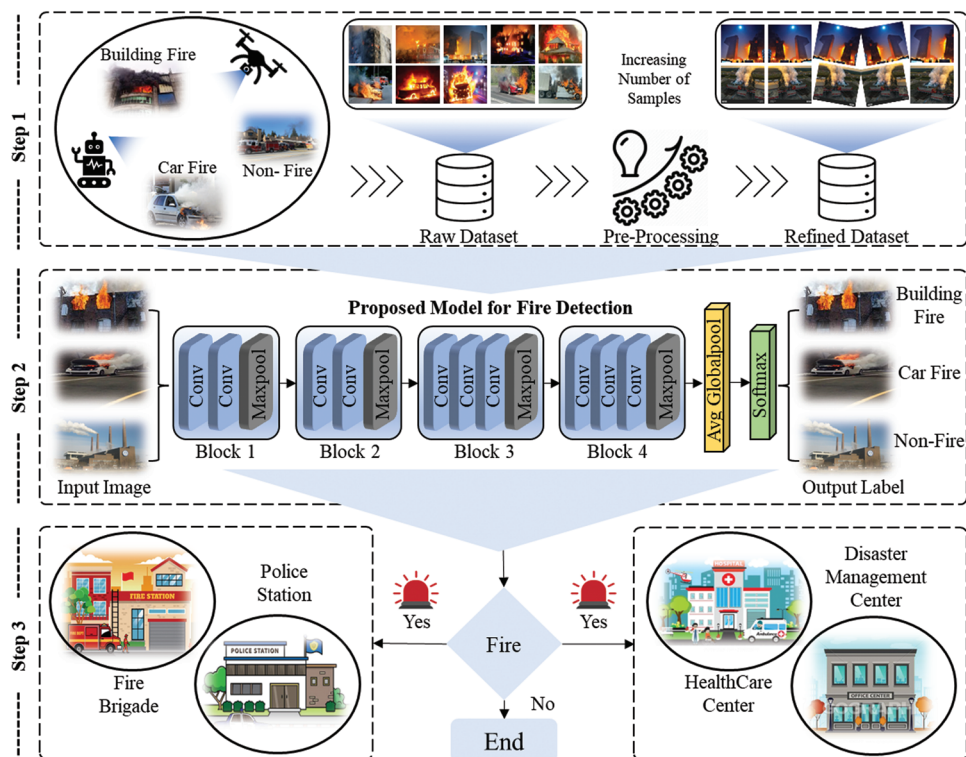 Step 1
Building Fire
Car Fire
Non- Fire
Increasing
Number of
Samples
Raw Dataset
Pre-Processing
Refined Dataset
Step 2
Proposed Model for Fire Detection
Input Image
Conv
Conv
Maxpool
Block 1
Conv
Conv
Maxpool
Block 2
Conv
Conv
Conv
Maxpool
Block 3
Conv
Conv
Conv
Maxpool
Block 4
Avg Globalpool
Softmax
Building
Fire
Car Fire
Non-Fire
Output Label
Step 3
FIRE STATION
Fire
Brigade
Police
Station
POLICE STATION
Yes
Fire
Yes
No
End
HOSPITAL
Ambulance
HealthCare
Center
Disaster
Management
Center
OFFICE CENTER